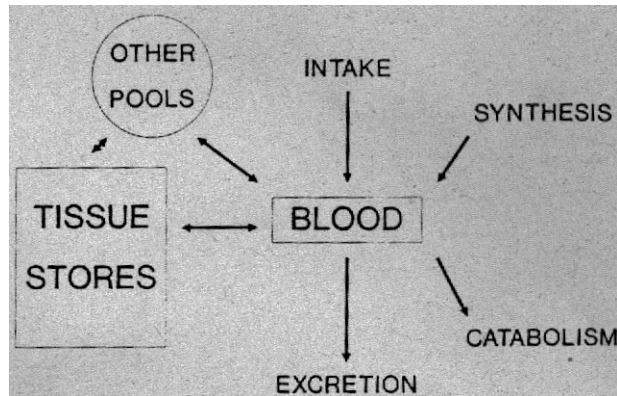 OTHER
POOLS
INTAKE
SYNTHESIS
TISSUE
STORES
BLOOD
CATABOLISM
EXCRETION